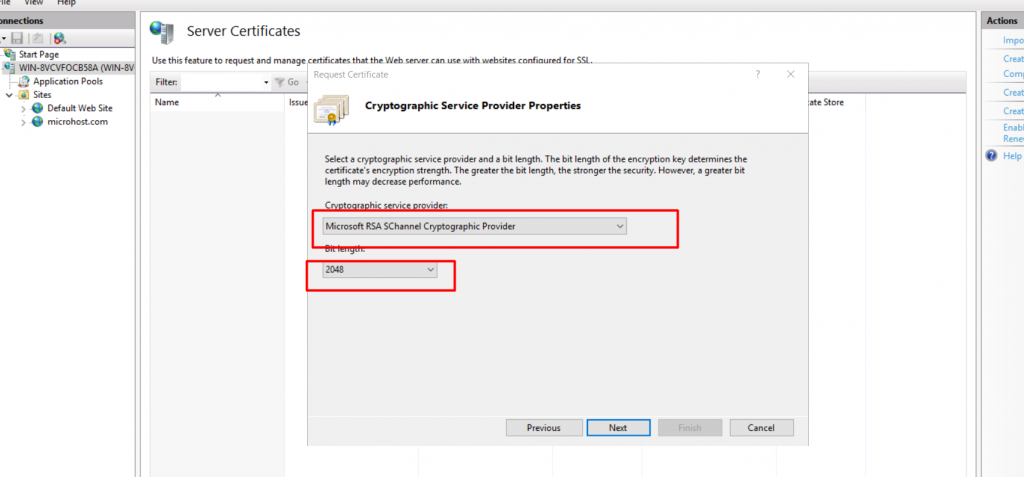 File View Help
Connections
Start Page
WIN-8VCVFOCB58A (WIN-8V
Application Pools
Sites
Default Web Site
microhost.com
Server Certificates
Use this feature to request and manage certificates that the Web server can use with websites configured for SSL.
Filter: Go
Name Issue
Request Certificate
? ×
Cryptographic Service Provider Properties
Select a cryptographic service provider and a bit length. The bit length of the encryption key determines the
certificate's encryption strength. The greater the bit length, the stronger the security. However, a greater bit
length may decrease performance.
Cryptographic service provider:
Microsoft RSA SChannel Cryptographic Provider
Bit length:
2048
Previous Next Finish Cancel
cate Store
Actions
Impo
Creat
Comp
Creat
Creat
Enabl
Rene
Help